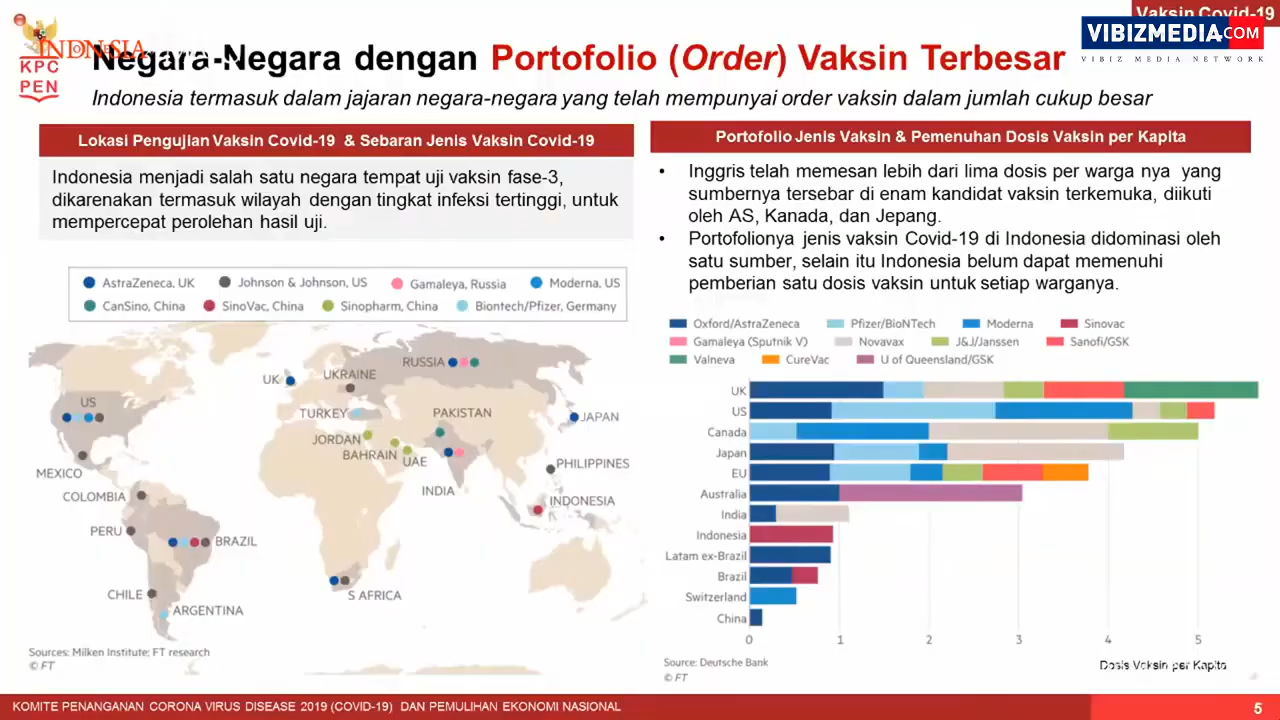 Vaksin Covid-19
VIBIZMEDIA.COM
VIBIZ MEDIA NETWORK
INDONESIA
KPC
PEN
Negara-Negara dengan Portofolio (Order) Vaksin Terbesar
Indonesia termasuk dalam jajaran negara-negara yang telah mempunyai order vaksin dalam jumlah cukup besar
Lokasi Pengujian Vaksin Covid-19 & Sebaran Jenis Vaksin Covid-19
Indonesia menjadi salah satu negara tempat uji vaksin fase-3,
dikarenakan termasuk wilayah dengan tingkat infeksi tertinggi, untuk
mempercepat perolehan hasil uji.
AstraZeneca, UK
Johnson & Johnson, US
Gamaleya, Russia
Moderna, US
CanSino, China
SinoVac, China
Sinopharm, China
Biontech/Pfizer, Germany
RUSSIA
UK
UKRAINE
US
TURKEY
PAKISTAN
JAPAN
JORDAN
BAHRAIN
UAE
MEXICO
PHILIPPINES
INDIA
COLOMBIA
INDONESIA
PERU
BRAZIL
CHILE
S AFRICA
ARGENTINA
Sources: Milken Institute; FT research
© FT
Portofolio Jenis Vaksin & Pemenuhan Dosis Vaksin per Kapita
• Inggris telah memesan lebih dari lima dosis per warga nya yang
sumbernya tersebar di enam kandidat vaksin terkemuka, diikuti
oleh AS, Kanada, dan Jepang.
• Portofolionya jenis vaksin Covid-19 di Indonesia didominasi oleh
satu sumber, selain itu Indonesia belum dapat memenuhi
pemberian satu dosis vaksin untuk setiap warganya.
Oxford/AstraZeneca
Pfizer/BioNTech
Moderna
Sinovac
Gamaleya (Sputnik V)
Novavax
J&J/Janssen
Sanofi/GSK
Valneva
CureVac
U of Queensland/GSK
UK
US
Canada
Japan
EU
Australia
India
Indonesia
Latam ex-Brazil
Brazil
Switzerland
China
0 1 2 3 4 5
Source: Deutsche Bank
© FT
Dosis Vaksin per Kapita
KOMITE PENANGANAN CORONA VIRUS DISEASE 2019 (COVID-19) DAN PEMULIHAN EKONOMI NASIONAL
5